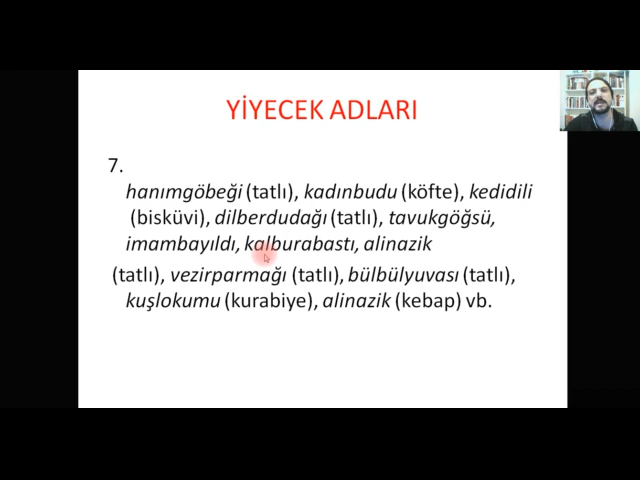 YİYECEK ADLARI
7.
hanımgöbeği (tatlı), kadınbudu (köfte), kedidili
(bisküvi), dilberdudağı (tatlı), tavukgöğsü,
imambayıldı, kalburabastı, alinazik
(tatlı), vezirparmağı (tatlı), bülbülyuvası (tatlı),
kuşlokumu (kurabiye), alinazik (kebap) vb.